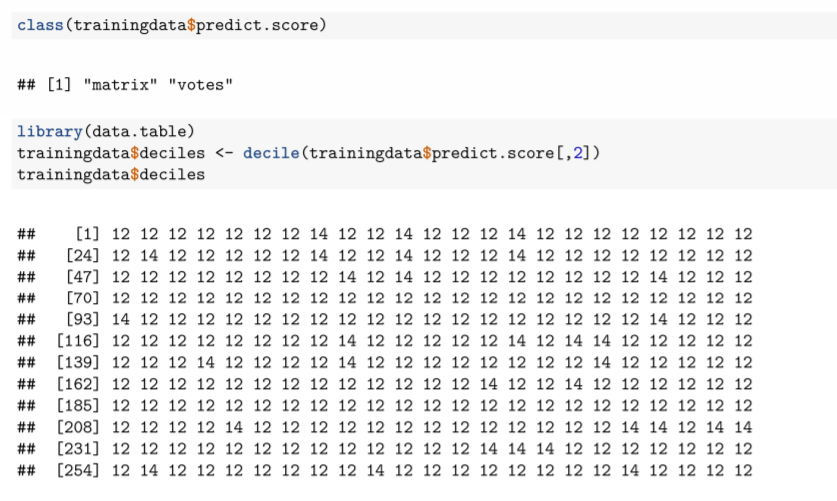 class(trainingdata$predict.score)
## [1] "matrix" "votes"
library(data.table)
trainingdata$deciles <- decile(trainingdata$predict.score[,2])
trainingdata$deciles
## [1] 12 12 12 12 12 12 12 14 12 12 14 12 12 12 14 12 12 12 12 12 12 12 12
## [24] 12 14 12 12 12 12 12 14 12 12 14 12 12 12 14 12 12 12 12 12 12 12 12
## [47] 12 12 12 12 12 12 12 12 14 12 14 12 12 12 12 12 12 12 12 14 12 12 12
## [70] 12 12 12 12 12 12 12 12 12 12 12 12 12 12 12 12 12 12 12 12 12 12 12
## [93] 14 12 12 12 12 12 12 12 12 12 12 12 12 12 12 12 12 12 12 14 12 12 12
## [116] 12 12 12 12 12 12 12 12 14 12 12 12 12 12 14 12 14 14 12 12 12 12 12
## [139] 12 12 12 14 12 12 12 12 14 12 12 12 12 12 12 12 12 14 12 12 12 12 12
## [162] 12 12 12 12 12 12 12 12 12 12 12 12 12 14 12 12 14 12 12 12 12 12 12
## [185] 12 12 12 12 12 12 12 12 12 12 12 12 12 12 12 12 12 12 12 12 12 12 12
## [208] 12 12 12 12 14 12 12 12 12 12 12 12 12 12 12 12 12 12 14 14 12 14 14
## [231] 12 12 12 12 12 12 12 12 12 12 12 12 12 14 14 14 12 12 12 12 12 12 12
## [254] 12 14 12 12 12 12 12 12 12 14 12 12 12 12 12 12 12 12 14 12 12 12 12